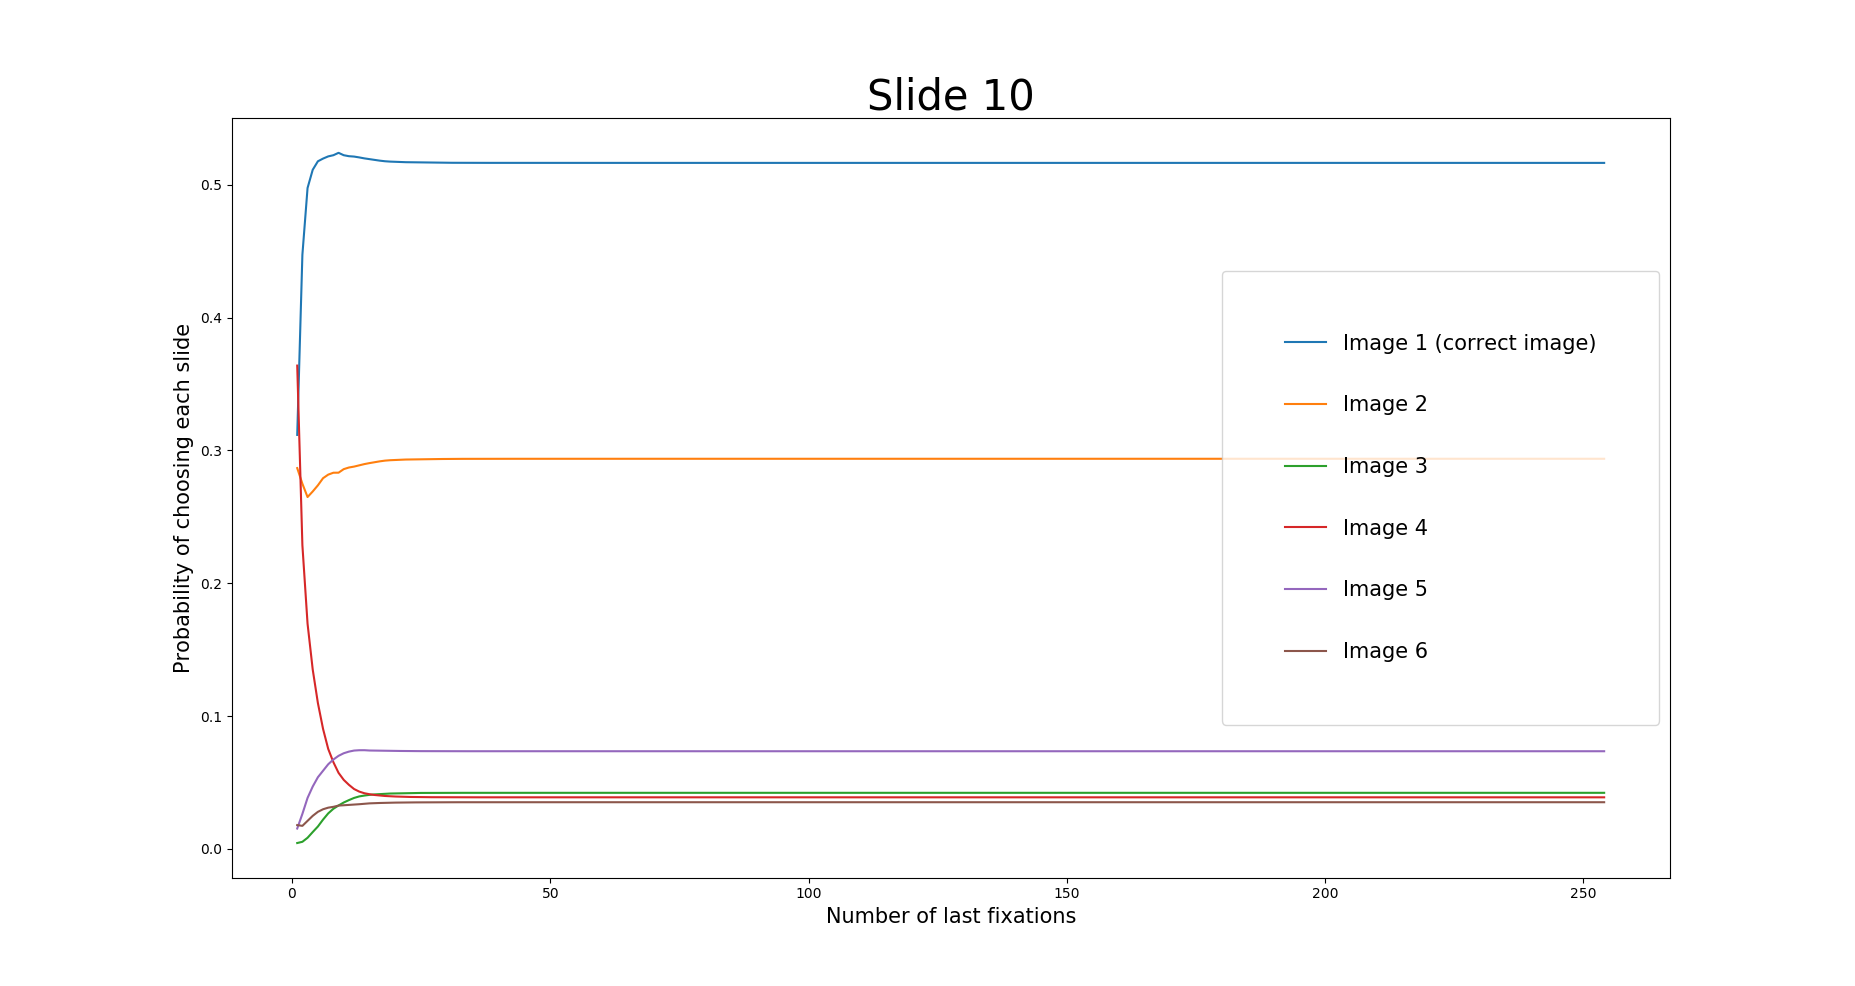 Slide 10
Probability of choosing each slide
0.5
0.4
0.3
0.2
0.1
0.0
Image 1 (correct image)
Image 2
Image 3
Image 4
Image 5
Image 6
0 50 100 150 200 250
Number of last fixations